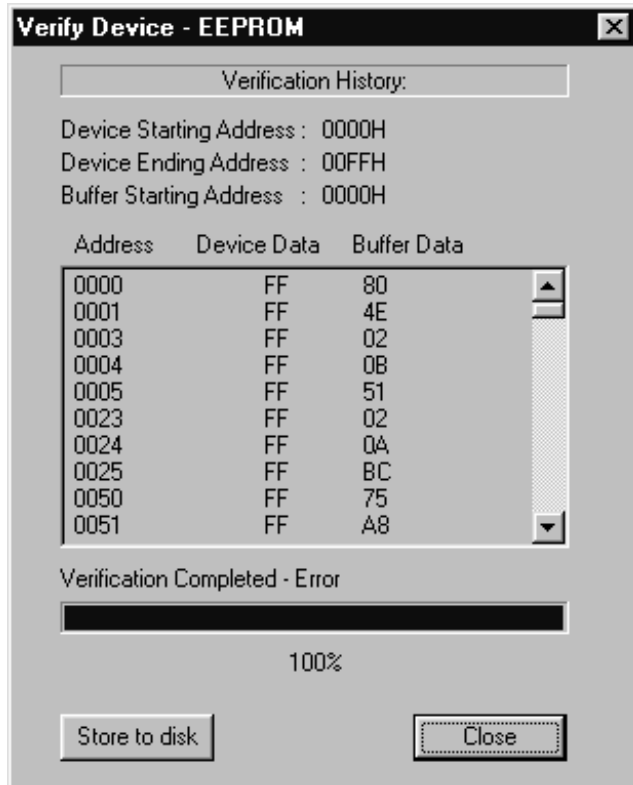 Verify Device - EEPROM
Verification History:
Device Starting Address : 0000H
Device Ending Address : 00FFH
Buffer Starting Address : 0000H
Address Device Data Buffer Data
0000 FF 80
0001 FF 4E
0003 FF 02
0004 FF 0B
0005 FF 51
0023 FF 02
0024 FF 0A
0025 FF BC
0050 FF 75
0051 FF A8
Verification Completed - Error
100%
Store to disk Close